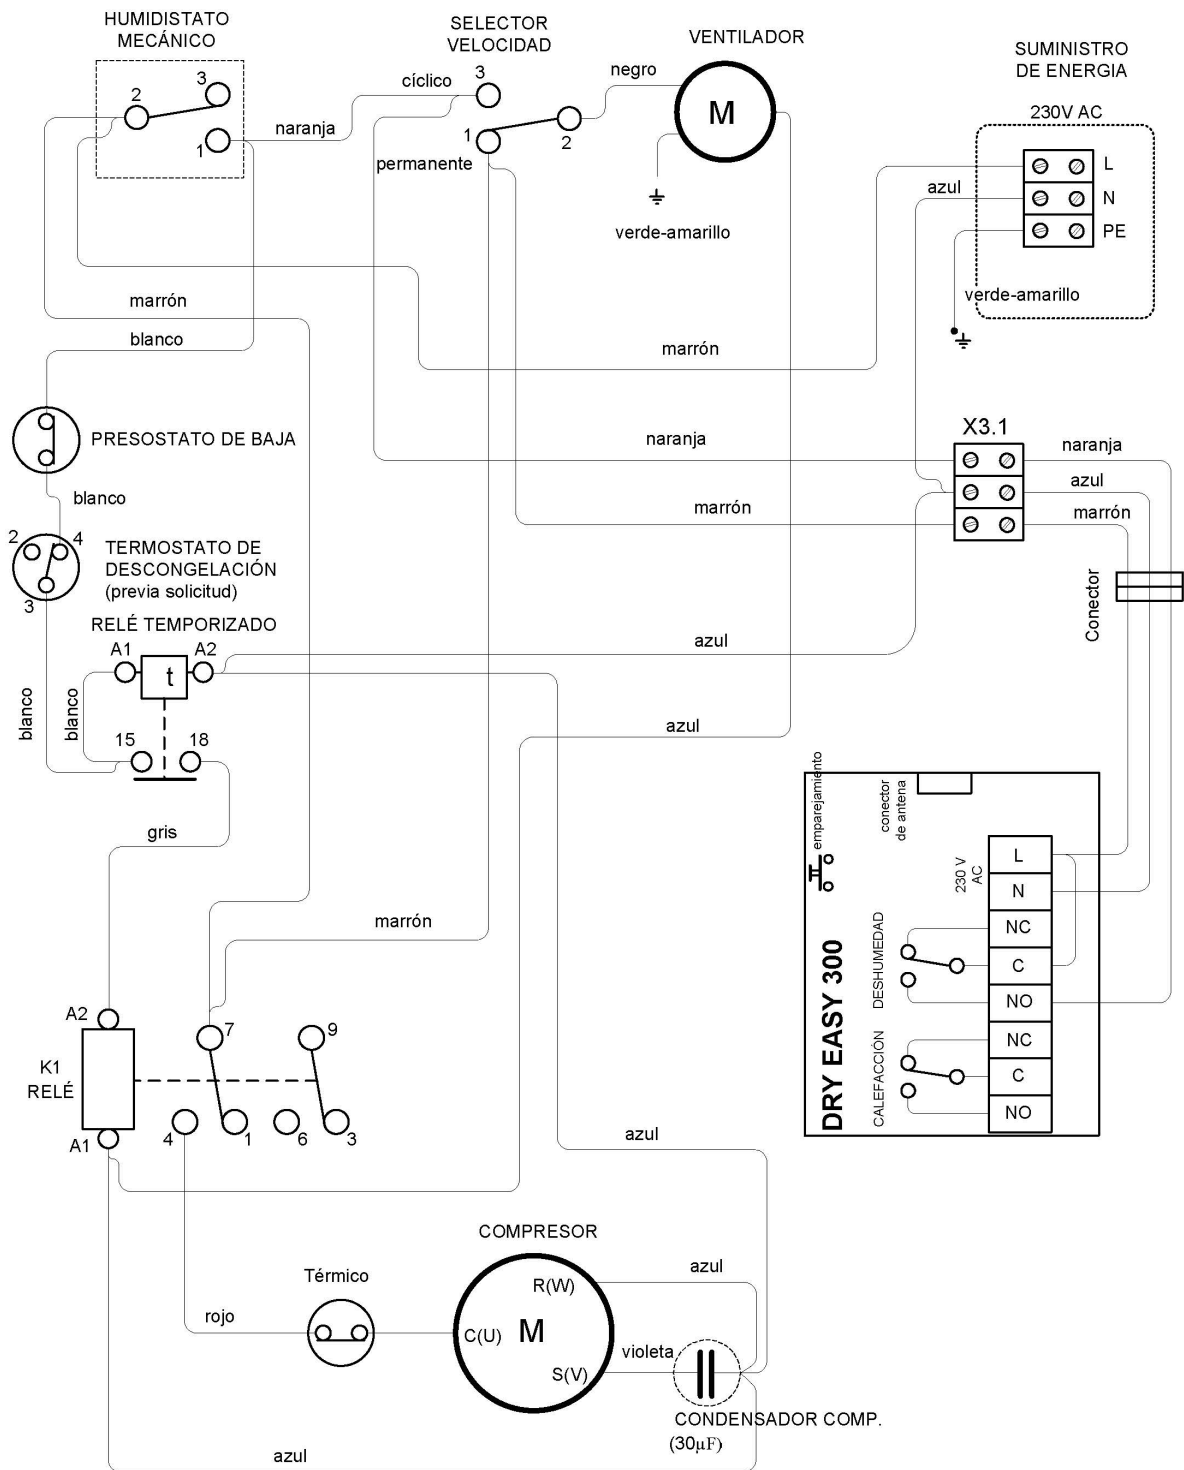 HUMIDISTATO
MECÁNICO
SELECTOR
VELOCIDAD
VENTILADOR
SUMINISTRO
DE ENERGIA
230V AC
3
2
1
naranja
cíclico
3
1
2
permanente
negro
M
verde-amarillo
azul
L
N
PE
verde-amarillo
marrón
blanco
marrón
PRESOSTATO DE BAJA
naranja
X3.1
naranja
azul
marrón
blanco
marrón
2
4
3
TERMOSTATO DE
DESCONGELACIÓN
(previa solicitud)
Conector
RELÉ TEMPORIZADO
A1
A2
t
azul
blanco
blanco
15
18
azul
gris
emparejamiento
conector
de antena
230 V
AC
L
N
NC
C
NO
NC
C
NO
DESHUMEDAD
CALEFACCIÓN
DRY EASY 300
marrón
A2
K1
RELÉ
A1
7
9
4
1
6
3
azul
COMPRESOR
R(W)
azul
Térmico
rojo
C(U)
M
S(V)
violeta
CONDENSADOR COMP.
(30µF)
azul